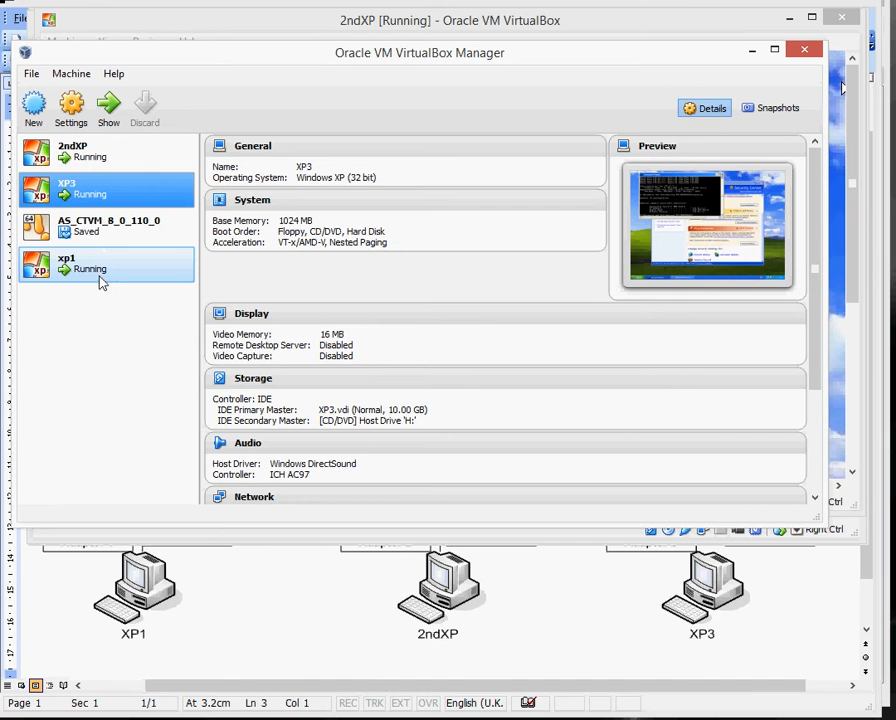 File
2ndXP [Running] - Oracle VM VirtualBox
Oracle VM VirtualBox Manager
File Machine Help
New Settings Show Discard
Details Snapshots
2ndXP
Running
XP3
Running
AS_CTVM_8_0_110_0
Saved
xp1
Running
General
Name: XP3
Operating System: Windows XP (32 bit)
System
Base Memory: 1024 MB
Boot Order: Floppy, CD/DVD, Hard Disk
Acceleration: VT-x/AMD-V, Nested Paging
Preview
Display
Video Memory: 16 MB
Remote Desktop Server: Disabled
Video Capture: Disabled
Storage
Controller: IDE
IDE Primary Master: XP3.vdi (Normal, 10.00 GB)
IDE Secondary Master: [CD/DVD] Host Drive 'H:'
Audio
Host Driver: Windows DirectSound
Controller: ICH AC97
Network
Ctrl
Right Ctrl
XP1 2ndXP XP3
Page 1 Sec 1 1/1 At 3.2cm Ln 3 Col 1 REC TRK EXT OVR English (U.K.